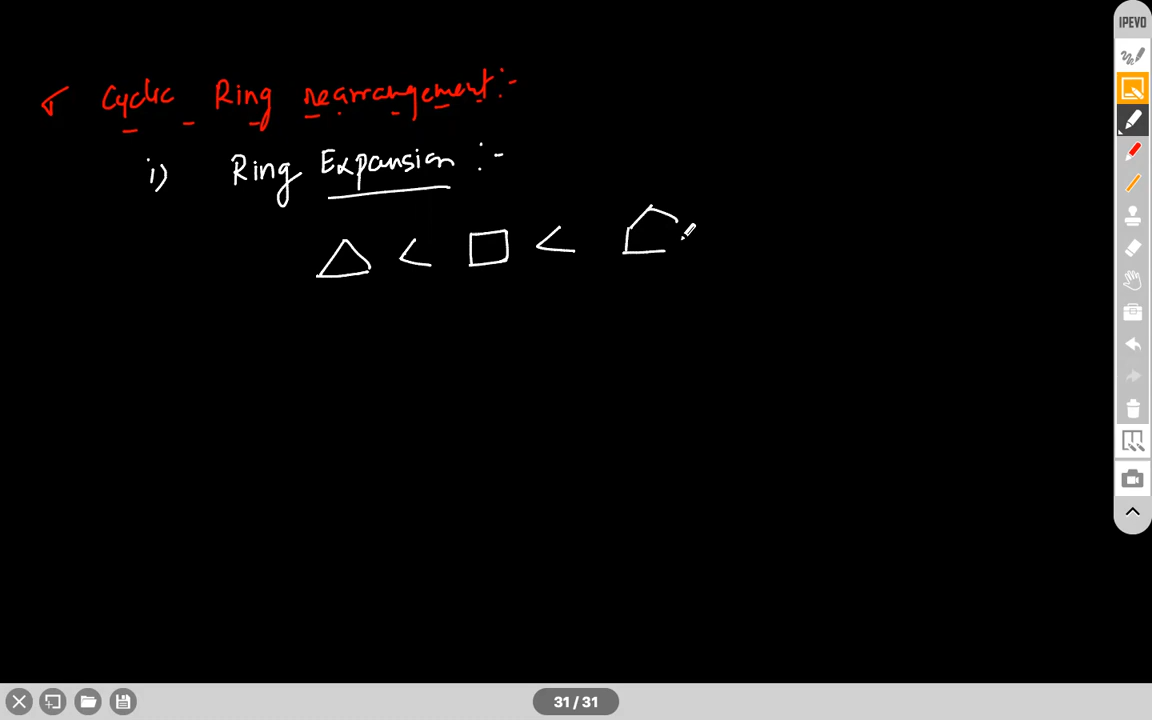 Cyclic Ring rearrangement :-
i) Ring Expansion :-
< <
IPEVO
31 / 31